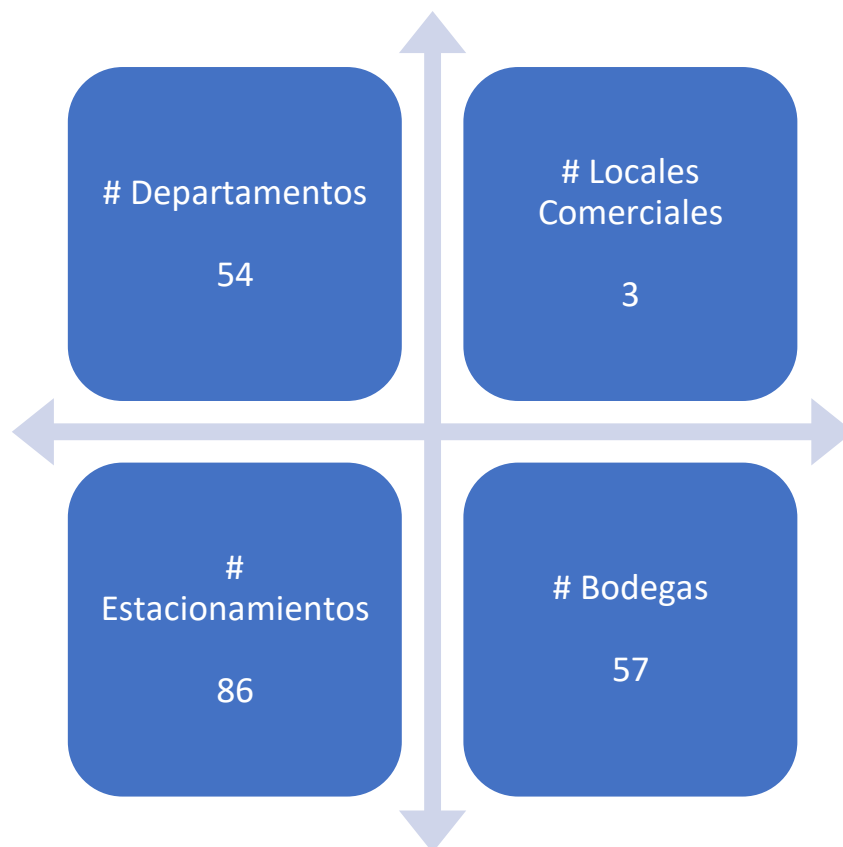 # Departamentos
54
# Locales
Comerciales
3
#
Estacionamientos
86
# Bodegas
57